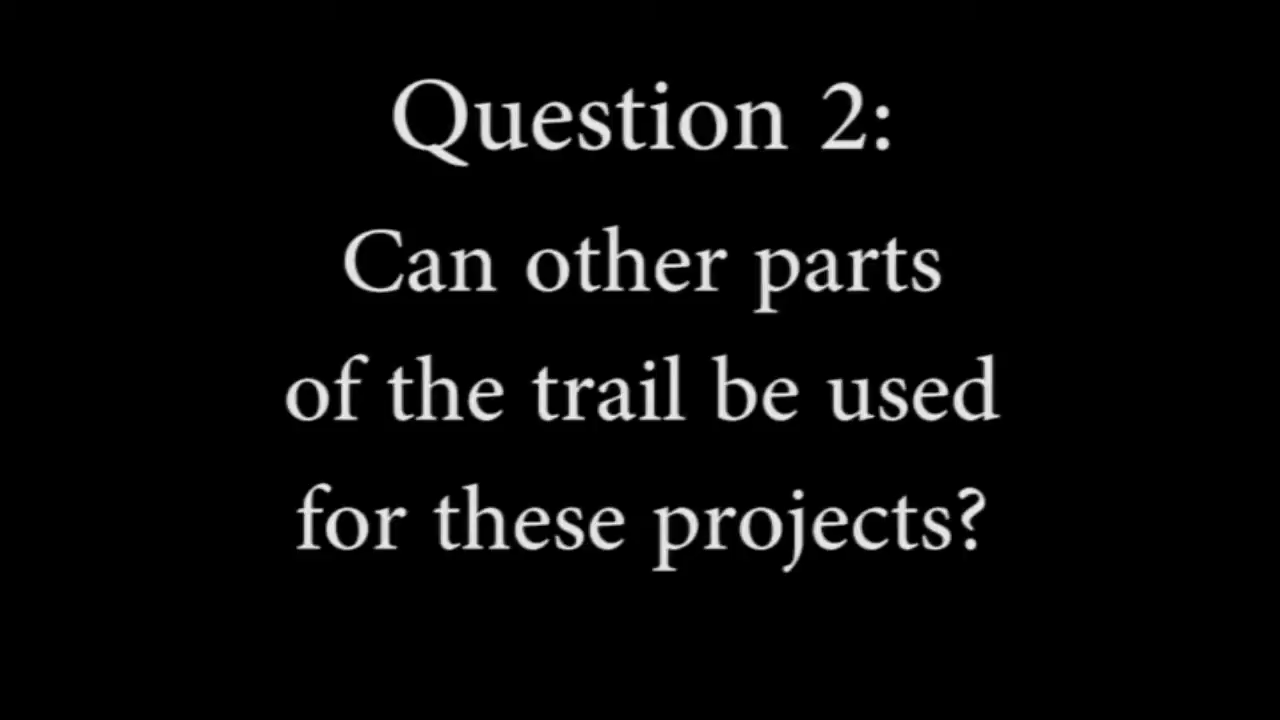 Question 2:
Can other parts
of the trail be used
for these projects?